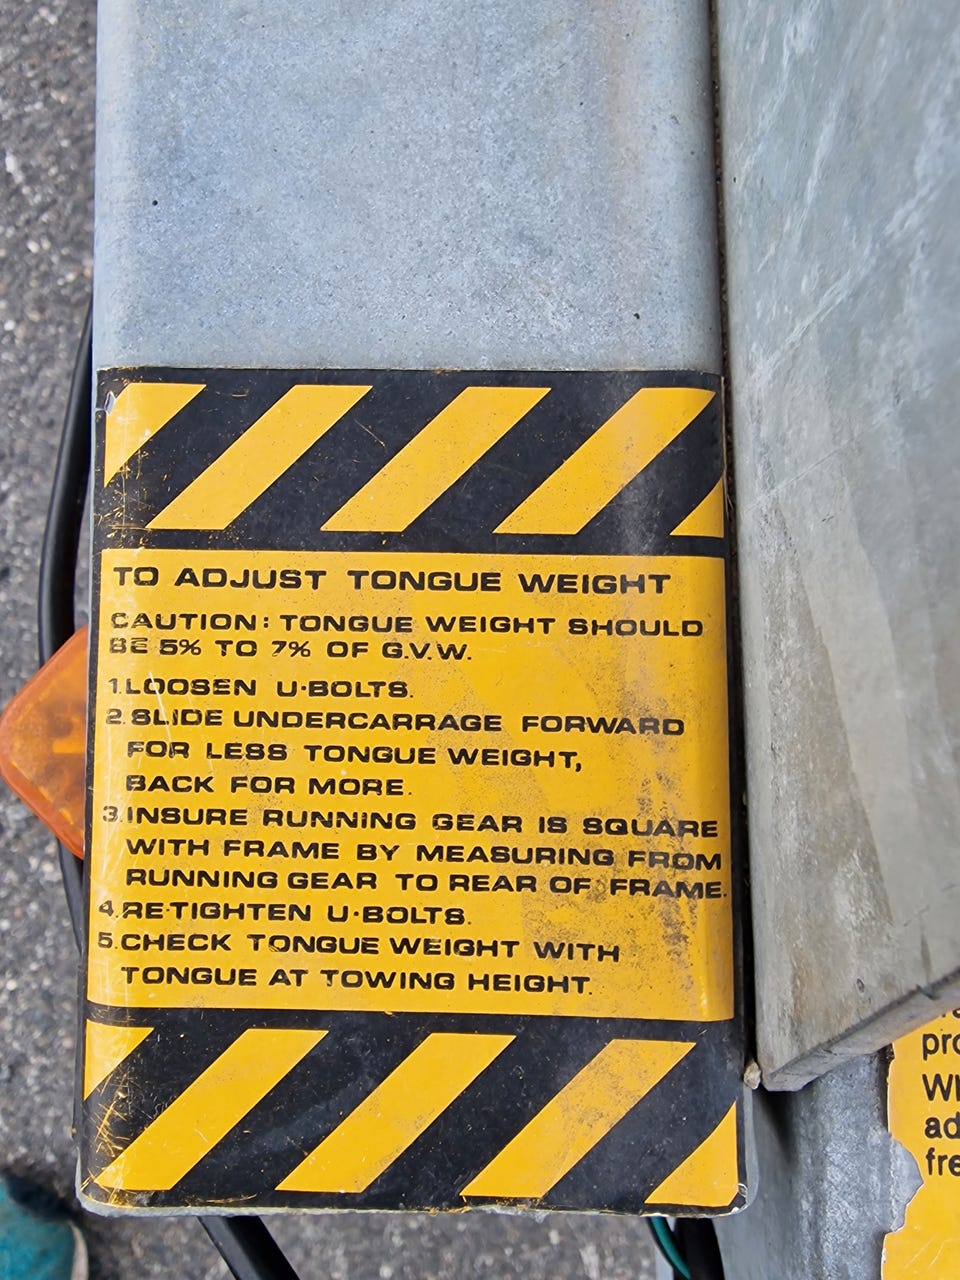 TO ADJUST TONGUE WEIGHT
CAUTION: TONGUE WEIGHT SHOULD
BE 5% TO 7% OF G.V.W.
1.LOOSEN U·BOLTS.
2.SLIDE UNDERCARRAGE FORWARD
FOR LESS TONGUE WEIGHT,
BACK FOR MORE.
3.INSURE RUNNING GEAR IS SQUARE
WITH FRAME BY MEASURING FROM
RUNNING GEAR TO REAR OF FRAME.
4.RE·TIGHTEN U·BOLTS.
5.CHECK TONGUE WEIGHT WITH
TONGUE AT TOWING HEIGHT.